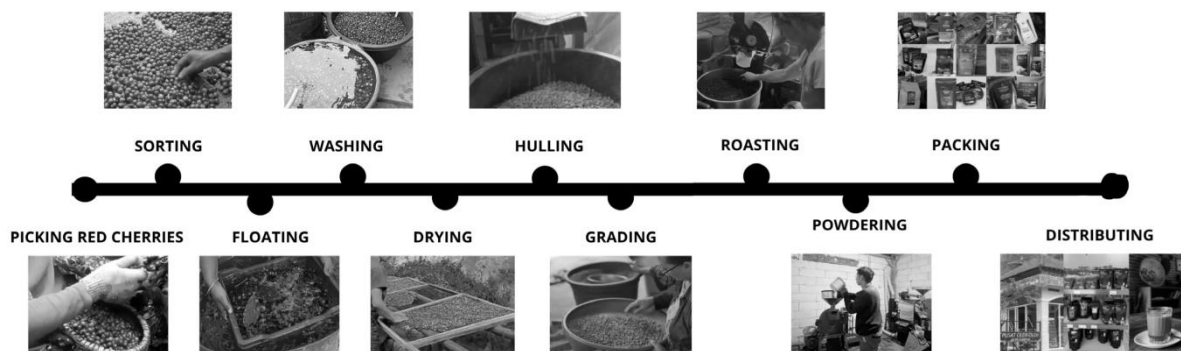 SORTING
WASHING
HULLING
ROASTING
PACKING
PICKING RED CHERRIES
FLOATING
DRYING
GRADING
POWDERING
DISTRIBUTING